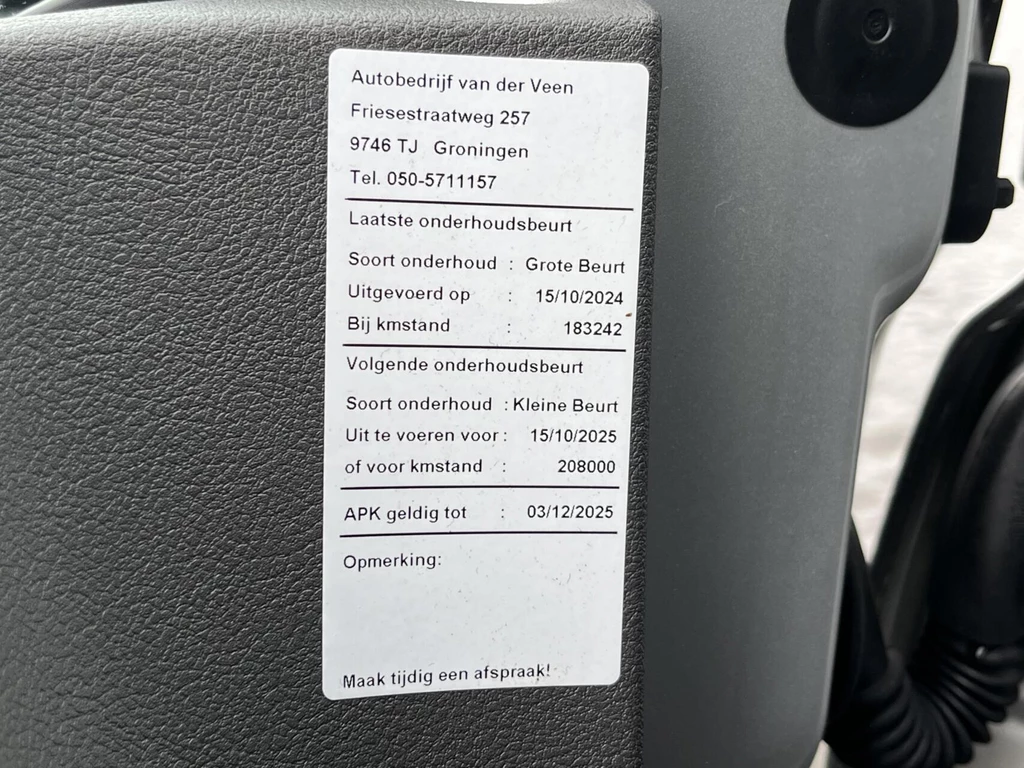 Autobedrijf van der Veen
Friesestraatweg 257
9746 TJ Groningen
Tel. 050-5711157
Laatste onderhoudsbeurt
Soort onderhoud : Grote Beurt
Uitgevoerd op : 15/10/2024
Bij kmstand : 183242
Volgende onderhoudsbeurt
Soort onderhoud : Kleine Beurt
Uit te voeren voor : 15/10/2025
of voor kmstand : 208000
APK geldig tot : 03/12/2025
Opmerking:
Maak tijdig een afspraak!